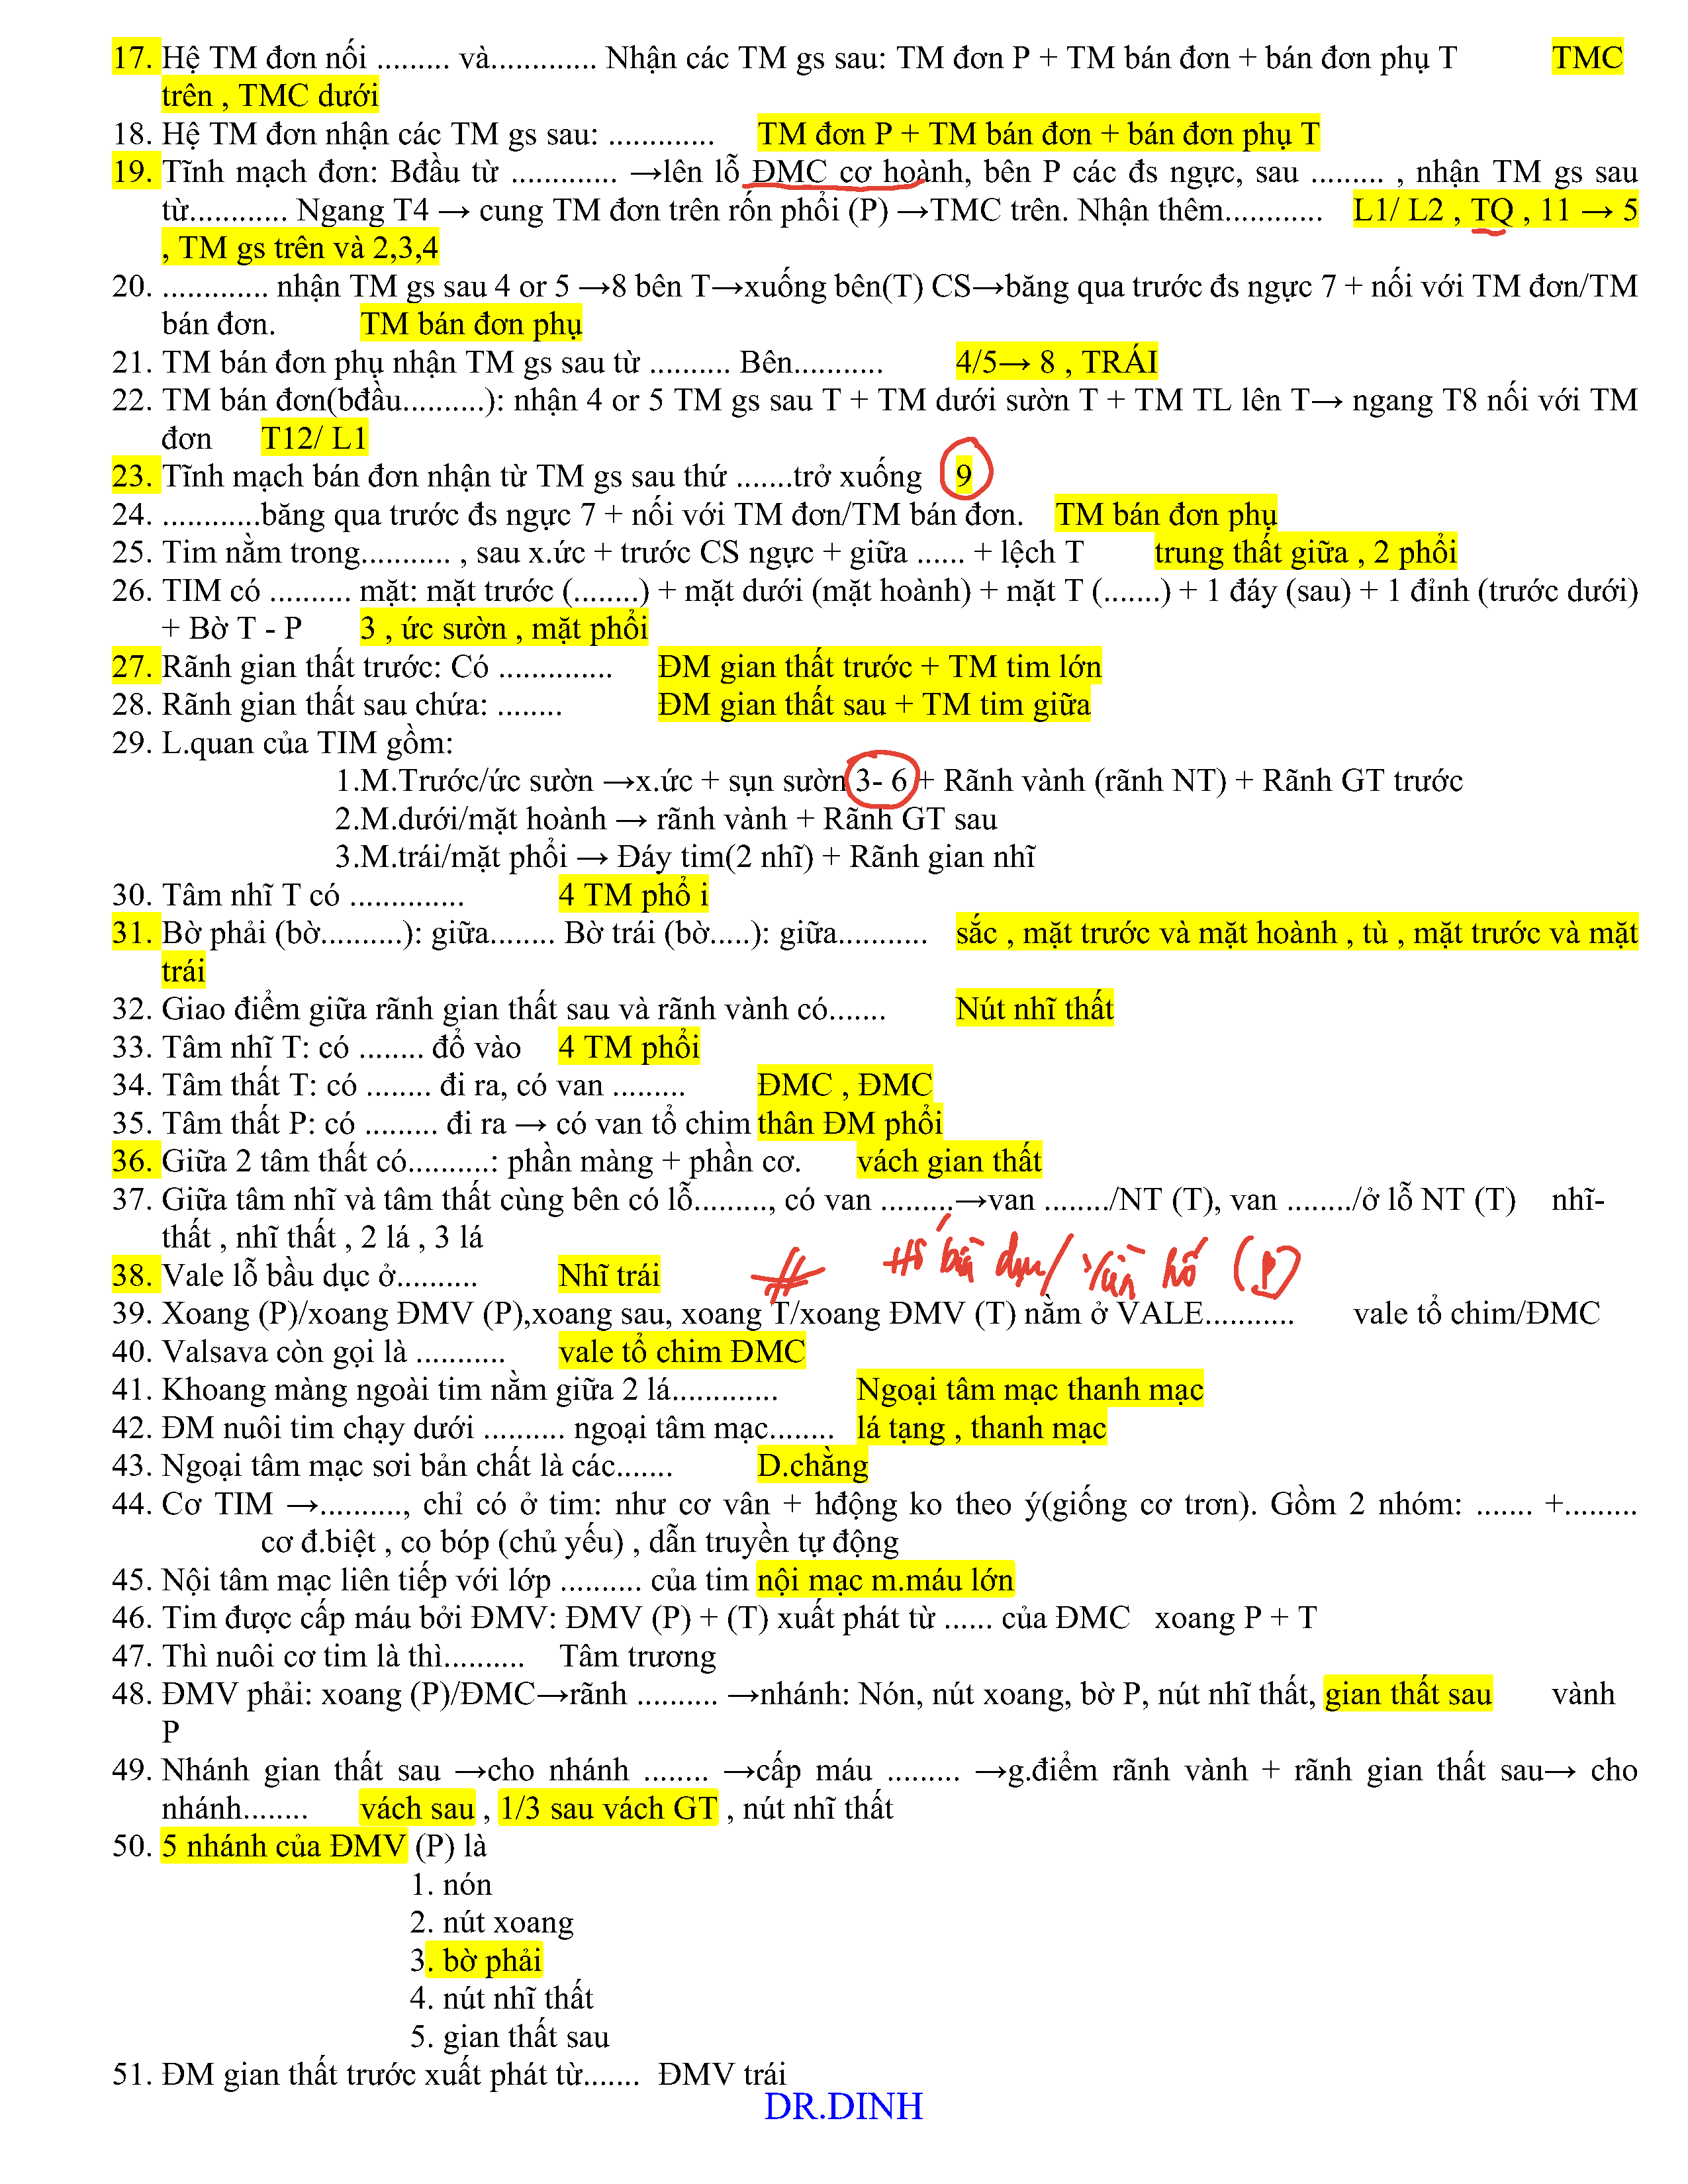 17. Hệ TM đơn nối ......... và............. Nhận các TM gs sau: TM đơn P + TM bán đơn + bán đơn phụ T TMC
trên , TMC dưới
18. Hệ TM đơn nhận các TM gs sau: ............. TM đơn P + TM bán đơn + bán đơn phụ T
19. Tĩnh mạch đơn: Bđầu từ ............. →lên lỗ ĐMC cơ hoành, bên P các đs ngực, sau ......... , nhận TM gs sau
từ............ Ngang T4 → cung TM đơn trên rốn phổi (P) →TMC trên. Nhận thêm............ L1/ L2 , TQ , 11 → 5
, TM gs trên và 2,3,4
20. ............. nhận TM gs sau 4 or 5 →8 bên T→xuống bên(T) CS→băng qua trước đs ngực 7 + nối với TM đơn/TM
bán đơn. TM bán đơn phụ
21. TM bán đơn phụ nhận TM gs sau từ .......... Bên........... 4/5→ 8 , TRÁI
22. TM bán đơn(bđầu..........): nhận 4 or 5 TM gs sau T + TM dưới sườn T + TM TL lên T→ ngang T8 nối với TM
đơn T12/ L1
23. Tĩnh mạch bán đơn nhận từ TM gs sau thứ .......trở xuống 9
24. ............băng qua trước đs ngực 7 + nối với TM đơn/TM bán đơn. TM bán đơn phụ
25. Tim nằm trong........... , sau x.ức + trước CS ngực + giữa ...... + lệch T trung thất giữa , 2 phổi
26. TIM có .......... mặt: mặt trước (........) + mặt dưới (mặt hoành) + mặt T (.......) + 1 đáy (sau) + 1 đỉnh (trước dưới)
+ Bờ T - P 3 , ức sườn , mặt phổi
27. Rãnh gian thất trước: Có .............. ĐM gian thất trước + TM tim lớn
28. Rãnh gian thất sau chứa: ........ ĐM gian thất sau + TM tim giữa
29. L.quan của TIM gồm:
1.M.Trước/ức sườn →x.ức + sụn sườn 3- 6 + Rãnh vành (rãnh NT) + Rãnh GT trước
2.M.dưới/mặt hoành → rãnh vành + Rãnh GT sau
3.M.trái/mặt phổi → Đáy tim(2 nhĩ) + Rãnh gian nhĩ
30. Tâm nhĩ T có .............. 4 TM phổ i
31. Bờ phải (bờ..........): giữa........ Bờ trái (bờ.....): giữa........... sắc , mặt trước và mặt hoành , tù , mặt trước và mặt
trái
32. Giao điểm giữa rãnh gian thất sau và rãnh vành có....... Nút nhĩ thất
33. Tâm nhĩ T: có ........ đổ vào 4 TM phổi
34. Tâm thất T: có ........ đi ra, có van ......... ĐMC , ĐMC
35. Tâm thất P: có ......... đi ra → có van tổ chim thân ĐM phổi
36. Giữa 2 tâm thất có..........: phần màng + phần cơ. vách gian thất
37. Giữa tâm nhĩ và tâm thất cùng bên có lỗ........., có van .........→van ......../NT (T), van ......../ở lỗ NT (T) nhĩ-
thất , nhĩ thất , 2 lá , 3 lá
38. Vale lỗ bầu dục ở.......... Nhĩ trái # Hố bầu dục/ viền hố (P)
39. Xoang (P)/xoang ĐMV (P),xoang sau, xoang T/xoang ĐMV (T) nằm ở VALE........... vale tổ chim/ĐMC
40. Valsava còn gọi là ........... vale tổ chim ĐMC
41. Khoang màng ngoài tim nằm giữa 2 lá............. Ngoại tâm mạc thanh mạc
42. ĐM nuôi tim chạy dưới .......... ngoại tâm mạc........ lá tạng , thanh mạc
43. Ngoại tâm mạc sơi bản chất là các....... D.chằng
44. Cơ TIM →..........., chỉ có ở tim: như cơ vân + hđộng ko theo ý(giống cơ trơn). Gồm 2 nhóm: ....... +.........
cơ đ.biệt , co bóp (chủ yếu) , dẫn truyền tự động
45. Nội tâm mạc liên tiếp với lớp .......... của tim nội mạc m.máu lớn
46. Tim được cấp máu bởi ĐMV: ĐMV (P) + (T) xuất phát từ ...... của ĐMC xoang P + T
47. Thì nuôi cơ tim là thì.......... Tâm trương
48. ĐMV phải: xoang (P)/ĐMC→rãnh .......... →nhánh: Nón, nút xoang, bờ P, nút nhĩ thất, gian thất sau vành
P
49. Nhánh gian thất sau →cho nhánh ........ →cấp máu ......... →g.điểm rãnh vành + rãnh gian thất sau→ cho
nhánh........ vách sau , 1/3 sau vách GT , nút nhĩ thất
50. 5 nhánh của ĐMV (P) là
1. nón
2. nút xoang
3. bờ phải
4. nút nhĩ thất
5. gian thất sau
51. ĐM gian thất trước xuất phát từ....... ĐMV trái
DR.DINH